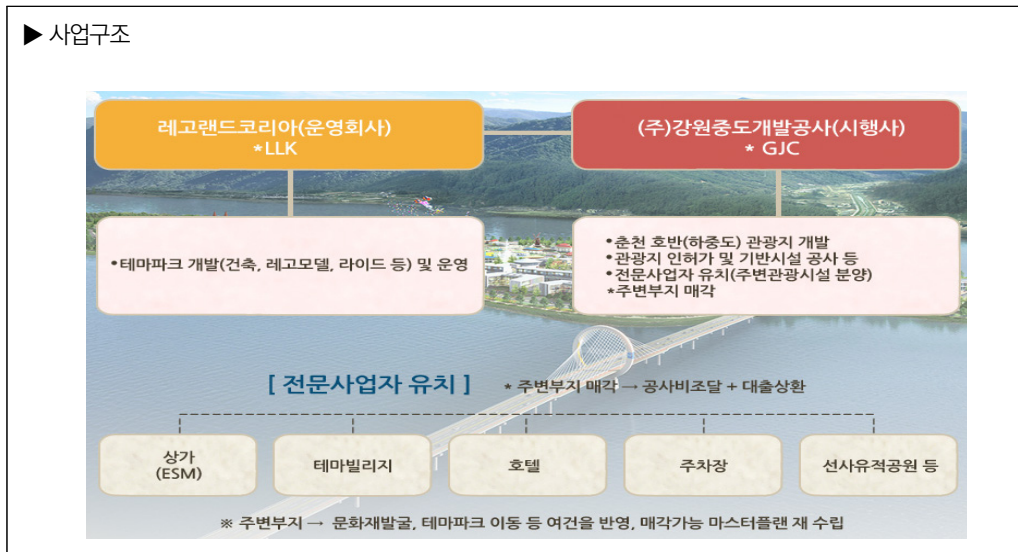 ▶ 사업구조
레고랜드코리아(운영회사)
*LLK
(주)강원중도개발공사(시행사)
* GJC
•테마파크 개발(건축, 레고모델, 라이드 등) 및 운영
•춘천 호반(하중도) 관광지 개발
•관광지 인허가 및 기반시설 공사 등
•전문사업자 유치(주변관광시설 분양)
*주변부지 매각
[ 전문사업자 유치 ] * 주변부지 매각 → 공사비조달 + 대출상환
상가
(ESM)
테마빌리지
호텔
주차장
선사유적공원 등
※ 주변부지 → 문화재발굴, 테마파크 이동 등 여건을 반영, 매각가능 마스터플랜 재 수립